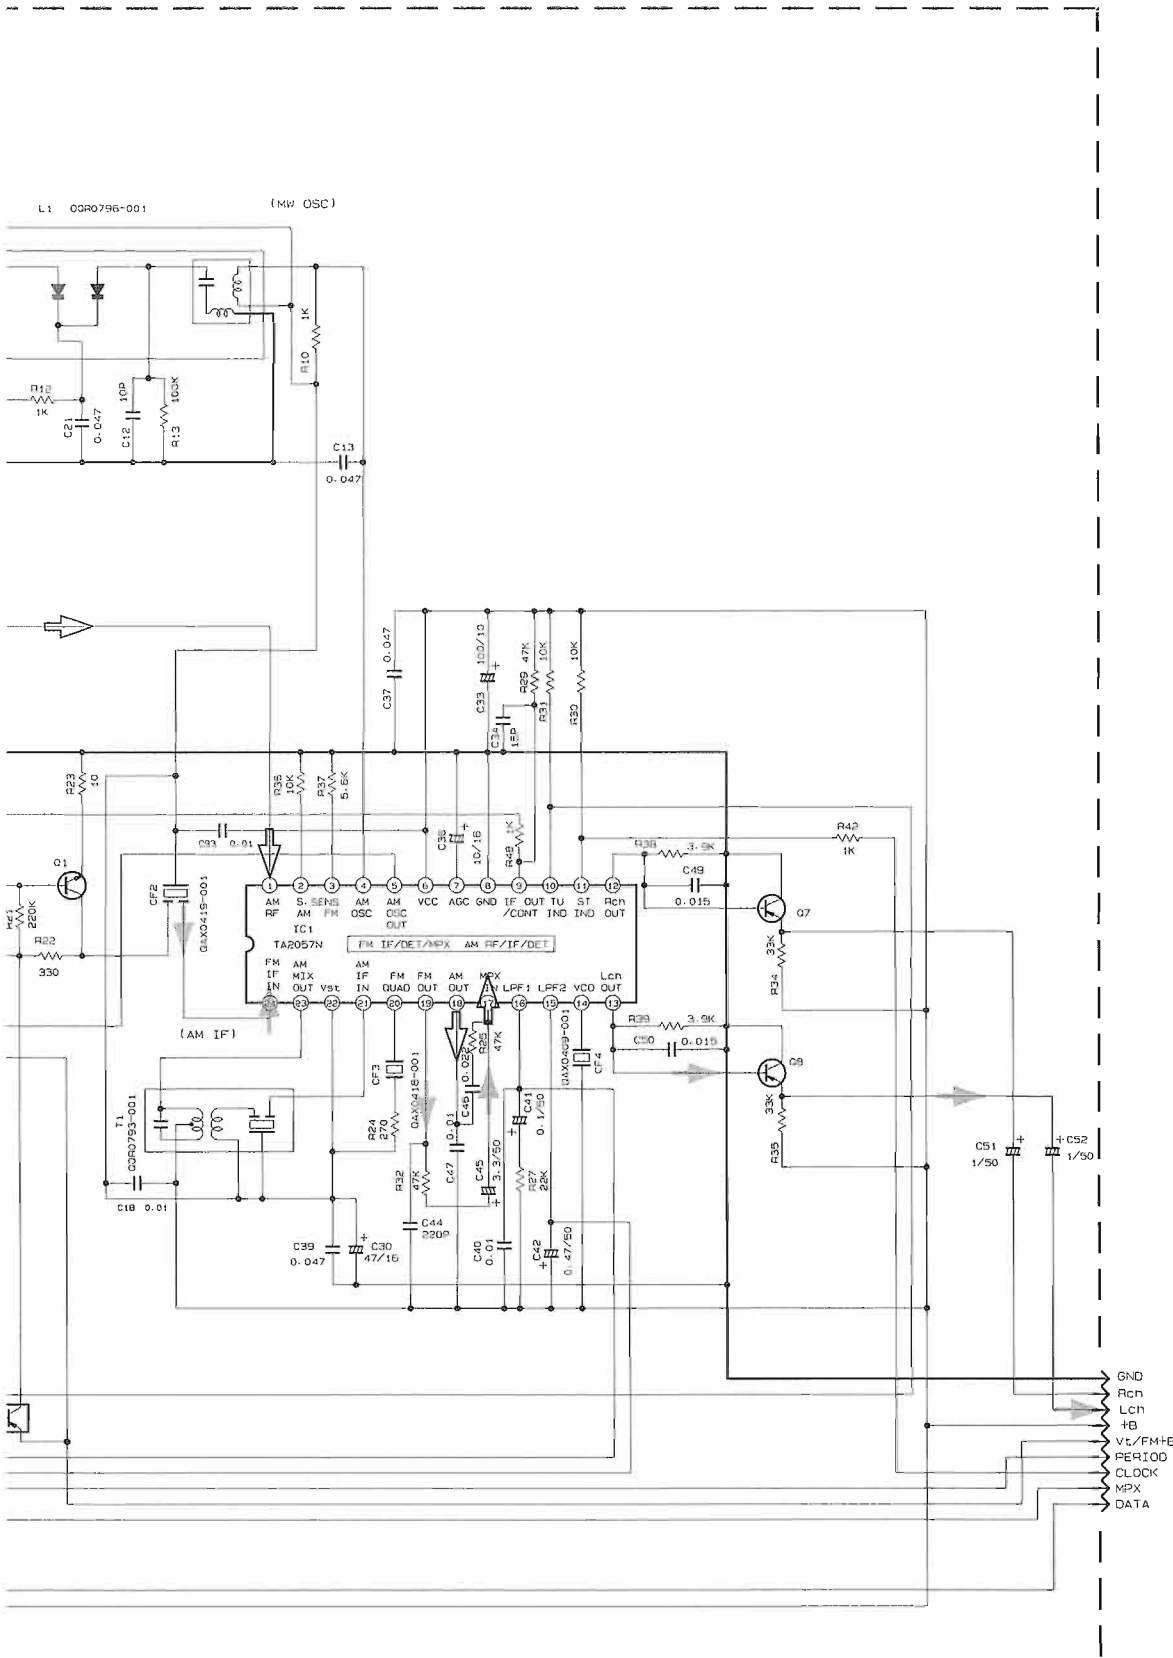 L1 QQR0796-001
(MW OSC)
1K
R10
R12
1K
C21
0.047
10P
C12
100K
R13
C13
0.047
0.047
C37
100/10
C33
+
47K
R29
10K
R31
10K
R30
C34
15P
R23
10
R36
10K
R37
5.6K
C93 0.01
C36
+
10/16
1K
R48
R42
1K
R38 3.9K
C49
0.015
Q1
CF2
QAX0419-001
R21
220K
R22
330
1 2 3 4 5 6 7 8 9 10 11 12
AM RF
S. SENS
AM FM
AM OSC
AM OSC OUT
VCC
AGC
GND
IF OUT
/CONT
TU IND
ST IND
Rch OUT
IC1
TA2057N
FM IF/DET/MPX AM RF/IF/DET
FM IF IN
AM MIX OUT
Vst
AM IF IN
FM QUAD
FM OUT
AM OUT
MPX IN
LPF1
LPF2
VCO
Lch OUT
24 23 22 21 20 19 18 17 16 15 14 13
Q7
33K
R34
(AM IF)
R39 3.9K
C50 0.015
Q8
33K
R35
CF3
QAX0418-001
R24
270
0.022
C46
R25
47K
QAX0409-001
CF4
T1
QQR0793-001
R32
47K
0.01
C47
C45
3.3/50
+
C41
0.1/50
+
R27
22K
C51
+
1/50
+
C52
1/50
C18 0.01
C44
220P
C39
0.047
+
C30
47/16
C40
0.01
C42
+
0.47/50
GND
Rch
Lch
+B
Vt/FM+B
PERIOD
CLOCK
MPX
DATA